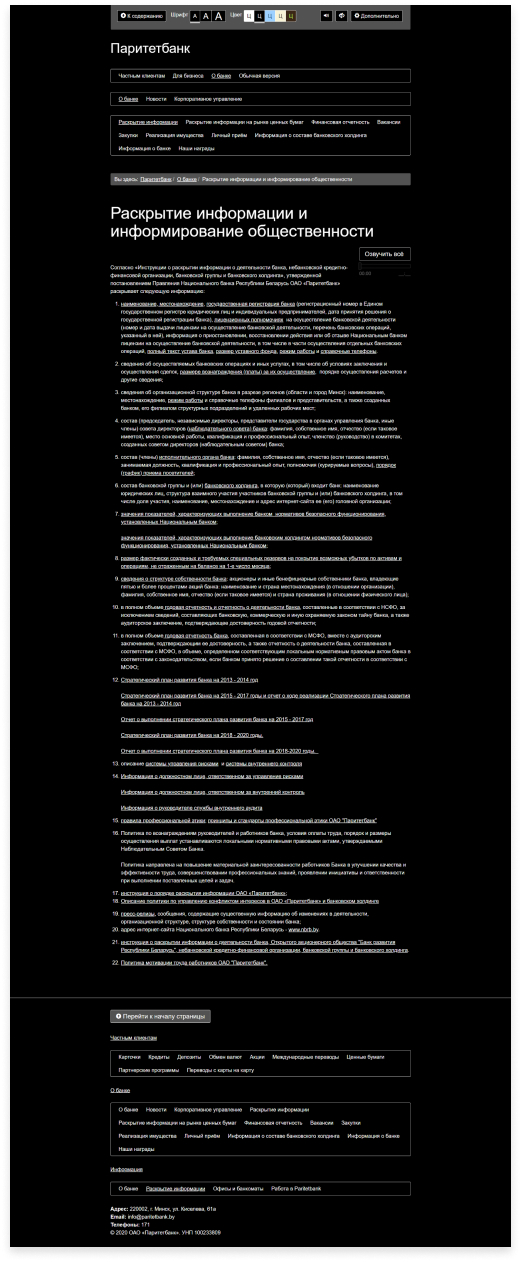 К содержанию Шрифт А А А Цвет Ц Ц Ц Ц Ц Дополнительно
Паритетбанк
Частным клиентам Для бизнеса О банке Обычная версия
О банке Новости Корпоративное управление
Раскрытие информации Раскрытие информации на рынке ценных бумаг Финансовая отчетность Вакансии
Закупки Реализация имущества Личный приём Информация о составе банковского холдинга
Информация о банке Наши награды
Вы здесь: Паритетбанк / О банке / Раскрытие информации и информирование общественности
Раскрытие информации и
информирование общественности
Озвучить всё
00:00
Согласно «Инструкции о раскрытии информации о деятельности банка, небанковской кредитно-
финансовой организации, банковской группы и банковского холдинга», утвержденной
постановлением Правления Национального банка Республики Беларусь ОАО «Паритетбанк»
раскрывает следующую информацию:
1. наименование, местонахождение, государственная регистрация банка (регистрационный номер в Едином
государственном регистре юридических лиц и индивидуальных предпринимателей, дата принятия решения о
государственной регистрации банка), лицензионных полномочиях на осуществление банковской деятельности
(номер и дата выдачи лицензии на осуществление банковской деятельности, перечень банковских операций,
указанный в ней), информация о приостановлении, восстановлении действия или об отзыве Национальным банком
лицензии на осуществление банковской деятельности, в том числе в части осуществления отдельных банковских
операций, полный текст устава банка, размер уставного фонда, режим работы и справочные телефоны.
2. сведения об осуществляемых банковских операциях и иных услугах, в том числе об условиях заключения и
осуществления сделок, размере вознаграждения (платы) за их осуществление, порядке осуществления расчетов и
другие сведения;
3. сведения об организационной структуре банка в разрезе регионов (области и город Минск): наименование,
местонахождение, режим работы и справочные телефоны филиалов и представительств, а также созданных
банком, его филиалом структурных подразделений и удаленных рабочих мест;
4. состав (председатель, независимые директоры, представители государства в органах управления банка, иные
члены) совета директоров (наблюдательного совета) банка: фамилия, собственное имя, отчество (если таковое
имеется), место основной работы, квалификация и профессиональный опыт, членство (руководство) в комитетах,
созданных советом директоров (наблюдательным советом) банка;
5. состав (члены) исполнительного органа банка: фамилия, собственное имя, отчество (если таковое имеется),
занимаемая должность, квалификация и профессиональный опыт, полномочия (курируемые вопросы), порядок
(график) приема посетителей;
6. состав банковской группы и (или) банковского холдинга, в которую (который) входит банк: наименование
юридических лиц, структура взаимного участия участников банковской группы и (или) банковского холдинга, в том
числе доля участия, наименование, местонахождение и адрес интернет-сайта ее (его) головной организации;
7. значения показателей, характеризующих выполнение банком нормативов безопасного функционирования,
установленных Национальным банком;
значения показателей, характеризующих выполнение банковским холдингом нормативов безопасного
функционирования, установленных Национальным банком;
8. размер фактически созданных и требуемых специальных резервов на покрытие возможных убытков по активам и
операциям, не отраженным на балансе на 1-е число месяца;
9. сведения о структуре собственности банка: акционеры и иные бенефициарные собственники банка, владеющие
пятью и более процентами акций банка: наименование и страна местонахождения (в отношении организации),
фамилия, собственное имя, отчество (если таковое имеется) и страна проживания (в отношении физического лица);
10. в полном объеме годовая отчетность и отчетность о деятельности банка, составленные в соответствии с НСФО, за
исключением сведений, составляющих банковскую, коммерческую и иную охраняемую законом тайну банка, а также
аудиторское заключение, подтверждающее достоверность годовой отчетности;
11. в полном объеме годовая отчетность банка, составленная в соответствии с МСФО, вместе с аудиторским
заключением, подтверждающим ее достоверность, а также отчетность о деятельности банка, составленная в
соответствии с МСФО, в объеме, определенном соответствующим локальным нормативным правовым актом банка в
соответствии с законодательством, если банком принято решение о составлении такой отчетности в соответствии с
МСФО;
12. Стратегический план развития банка на 2013 - 2014 год
Стратегический план развития банка на 2015 - 2017 годы и отчет о ходе реализации Стратегического плана развития
банка на 2013 - 2014 год
Отчет о выполнении стратегического плана развития банка на 2015 - 2017 год
Стратегический план развития банка на 2018 - 2020 годы.
Отчет о выполнении стратегического плана развития банка на 2018-2020 годы.
13. описание системы управления рисками и системы внутреннего контроля
14. Информация о должностном лице, ответственном за управление рисками
Информация о должностном лице, ответственном за внутренний контроль
Информация о руководителе службы внутреннего аудита
15. правила профессиональной этики, принципы и стандарты профессиональной этики ОАО "Паритетбанк"
16. Политика по вознаграждениям руководителей и работников банка, условия оплаты труда, порядок и размеры
осуществления выплат устанавливаются локальными нормативными правовыми актами, утверждаемыми
Наблюдательным Советом Банка.
Политика направлена на повышение материальной заинтересованности работников Банка в улучшении качества и
эффективности труда, совершенствовании профессиональных знаний, проявлении инициативы и ответственности
при выполнении поставленных целей и задач.
17. инструкция о порядке раскрытия информации ОАО «Паритетбанк»;
18. Описание политики по управлению конфликтом интересов в ОАО «Паритетбанк» и банковском холдинге
19. пресс-релизы, сообщения, содержащие существенную информацию об изменениях в деятельности,
организационной структуре, структуре собственности и состоянии банка;
20. адрес интернет-сайта Национального банка Республики Беларусь - www.nbrb.by.
21. инструкция о раскрытии информации о деятельности банка, Открытого акционерного общества "Банк развития
Республики Беларусь", небанковской кредитно-финансовой организации, банковской группы и банковского холдинга.
22. Политика мотивации труда работников ОАО "Паритетбанк".
Перейти к началу страницы
Частным клиентам
Карточки Кредиты Депозиты Обмен валют Акции Международные переводы Ценные бумаги
Партнерские программы Переводы с карты на карту
О банке
О банке Новости Корпоративное управление Раскрытие информации
Раскрытие информации на рынке ценных бумаг Финансовая отчетность Вакансии Закупки
Реализация имущества Личный приём Информация о составе банковского холдинга Информация о банке
Наши награды
Информация
О банке Раскрытие информации Офисы и банкоматы Работа в Paritetbank
Адрес: 220002, г. Минск, ул. Киселева, 61а
Email: info@paritetbank.by
Телефоны: 171
© 2020 ОАО «Паритетбанк». УНП 100233809